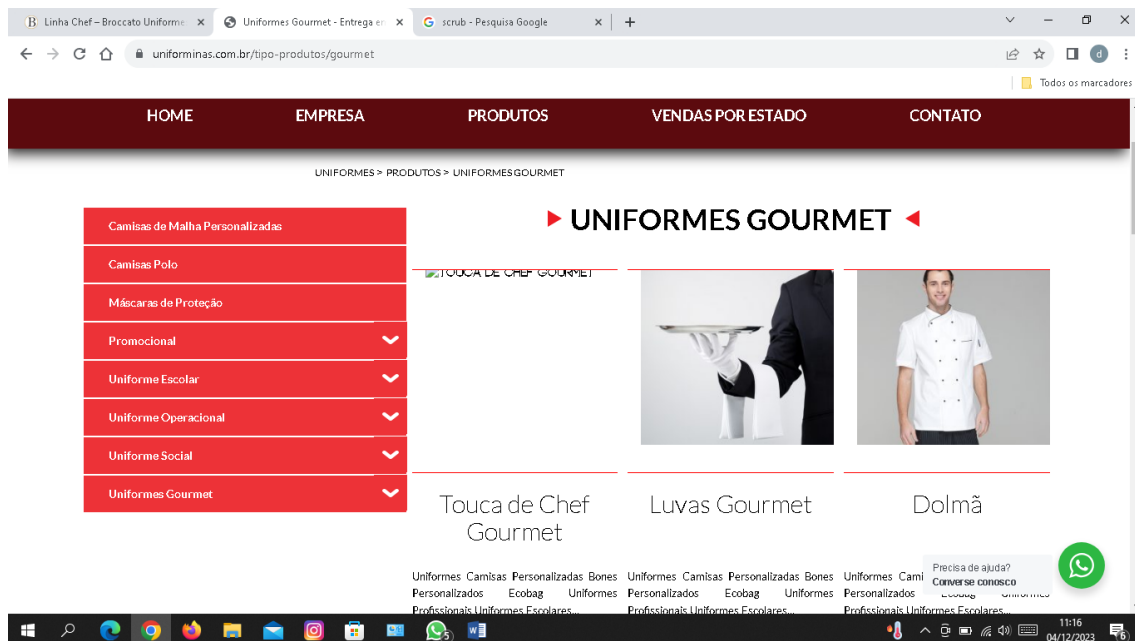 Linha Chef – Broccato Uniforme
Uniformes Gourmet - Entrega en
scrub - Pesquisa Google
uniforminas.com.br/tipo-produtos/gourmet
Todos os marcadores
HOME EMPRESA PRODUTOS VENDAS POR ESTADO CONTATO
UNIFORMES > PRODUTOS > UNIFORMES GOURMET
UNIFORMES GOURMET
Camisas de Malha Personalizadas
Camisas Polo
Máscaras de Proteção
Promocional
Uniforme Escolar
Uniforme Operacional
Uniforme Social
Uniformes Gourmet
TOUCA DE CHEF GOURMET
Touca de Chef
Gourmet
Uniformes Camisas Personalizadas Bones
Personalizados Ecobag Uniformes
Profissionais Uniformes Escolares...
Luvas Gourmet
Uniformes Camisas Personalizadas Bones
Personalizados Ecobag Uniformes
Profissionais Uniformes Escolares...
Dolmã
Uniformes Cami
Personalizados Ecobag Uniformes
Profissionais Uniformes Escolares...
Precisa de ajuda?
Converse conosco
11:16
04/12/2023